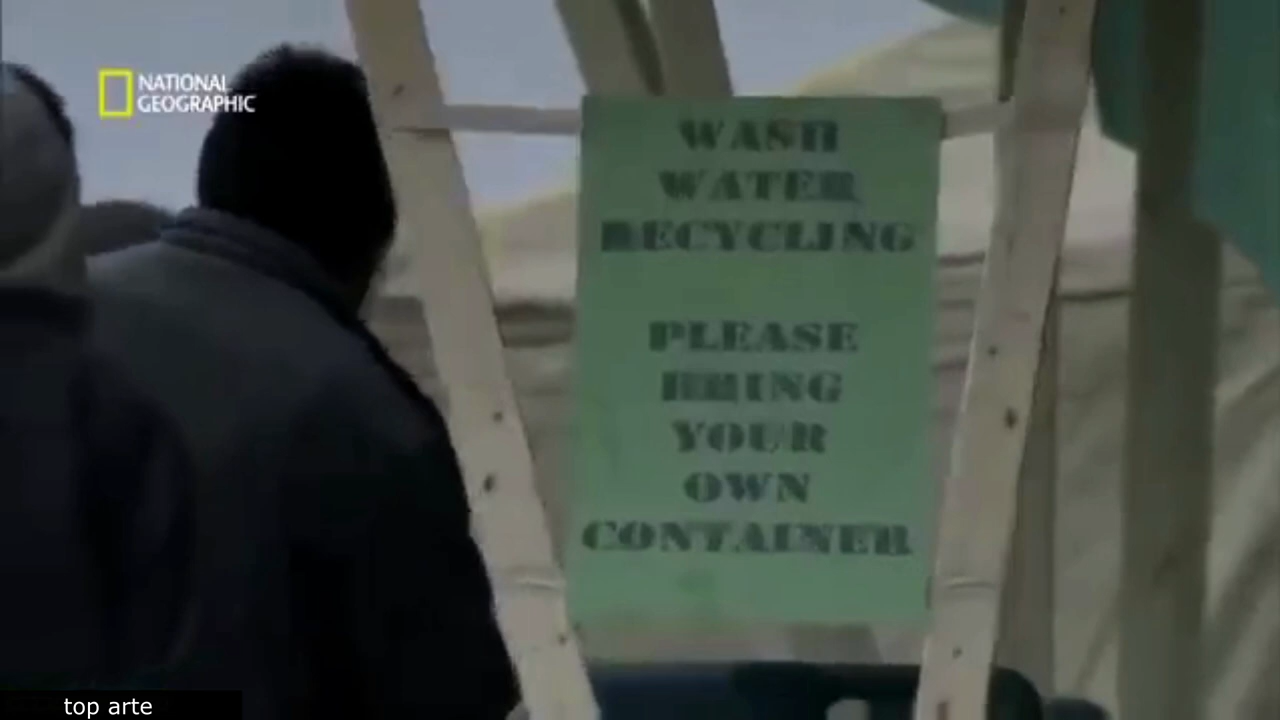 NATIONAL
GEOGRAPHIC
WASH
WATER
RECYCLING
PLEASE
BRING
YOUR
OWN
CONTAINER
top arte